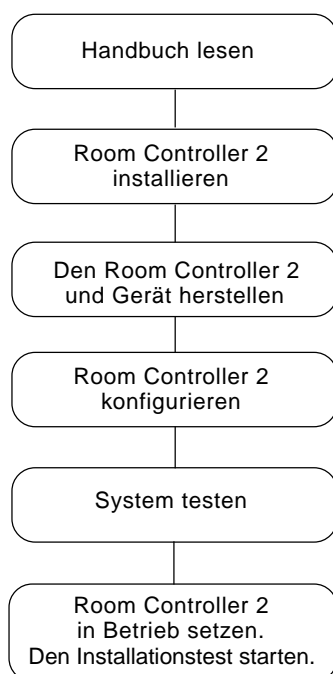 Handbuch lesen
Room Controller 2
installieren
Den Room Controller 2
und Gerät herstellen
Room Controller 2
konfigurieren
System testen
Room Controller 2
in Betrieb setzen.
Den Installationstest starten.